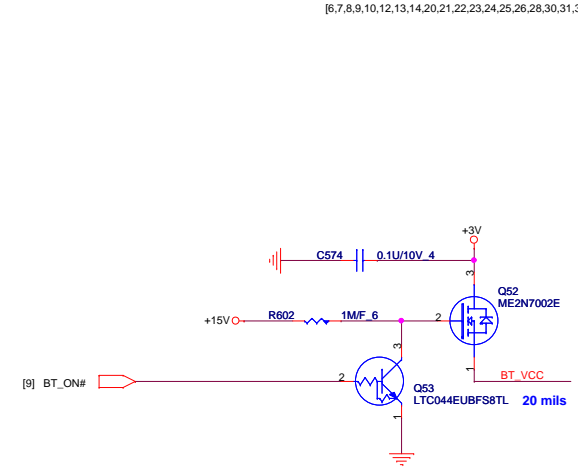 [6,7,8,9,10,12,13,14,20,21,22,23,24,25,26,28,30,31,3
+3V
C574 0.1U/10V_4
3
Q52
ME2N7002E
+15V R602 1M/F_6 2
3
1
BT_VCC
[9] BT_ON# 2
Q53
LTC044EUBFS8TL 20 mils
1